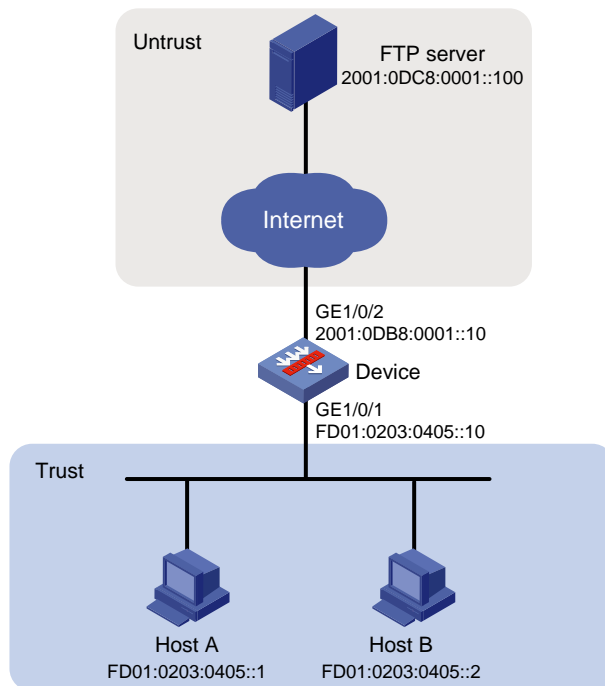 Untrust
FTP server
2001:0DC8:0001::100
Internet
GE1/0/2
2001:0DB8:0001::10
Device
GE1/0/1
FD01:0203:0405::10
Trust
Host A
FD01:0203:0405::1
Host B
FD01:0203:0405::2